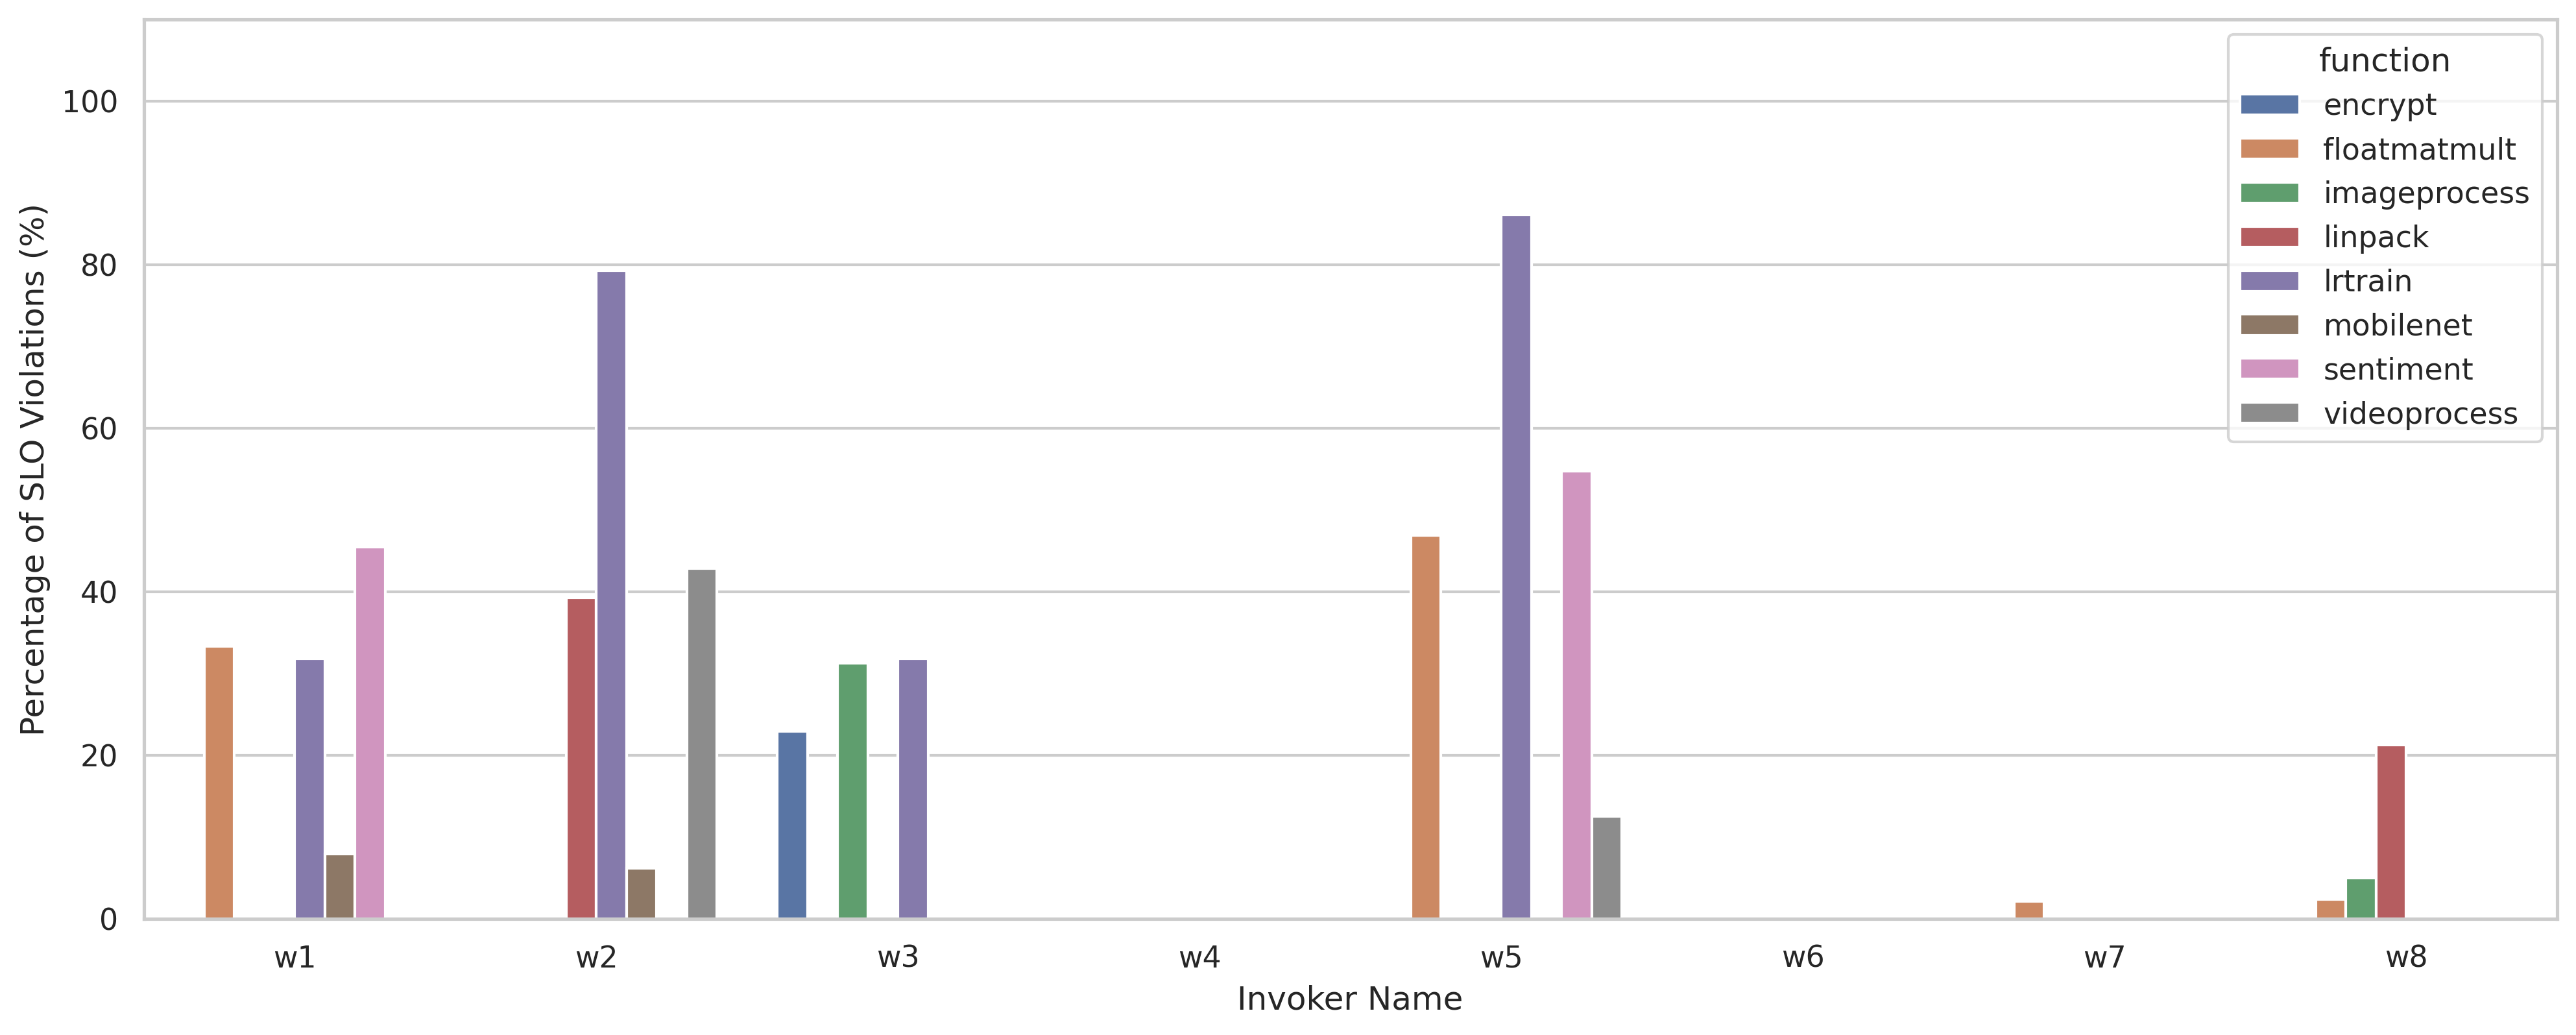 function
encrypt
floatmatmult
imageprocess
linpack
lrtrain
mobilenet
sentiment
videoprocess
Percentage of SLO Violations (%)
100
80
60
40
20
0
w1 w2 w3 w4 w5 w6 w7 w8
Invoker Name